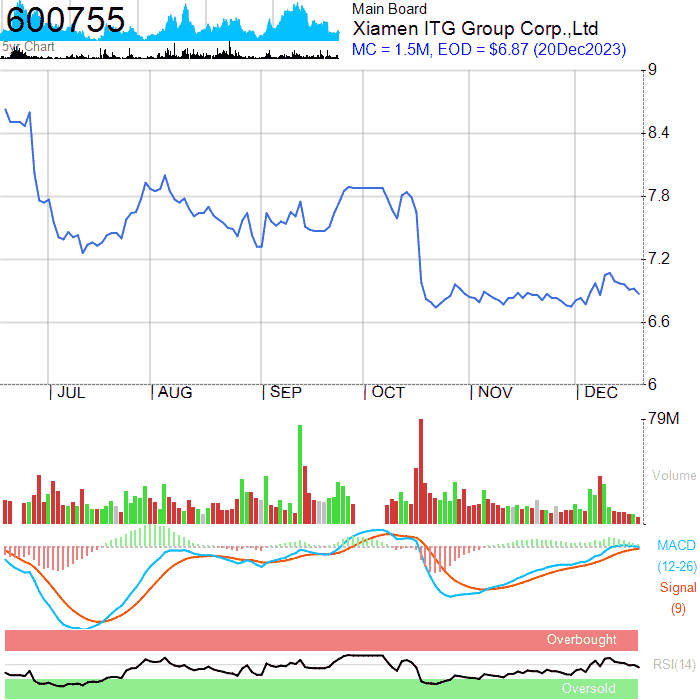 600755
5yr Chart
Main Board
Xiamen ITG Group Corp.,Ltd
MC = 1.5M, EOD = $6.87 (20Dec2023)
9
8.4
7.8
7.2
6.6
6
JUL
AUG
SEP
OCT
NOV
DEC
79M
Volume
MACD
(12-26)
Signal
(9)
Overbought
RSI(14)
Oversold